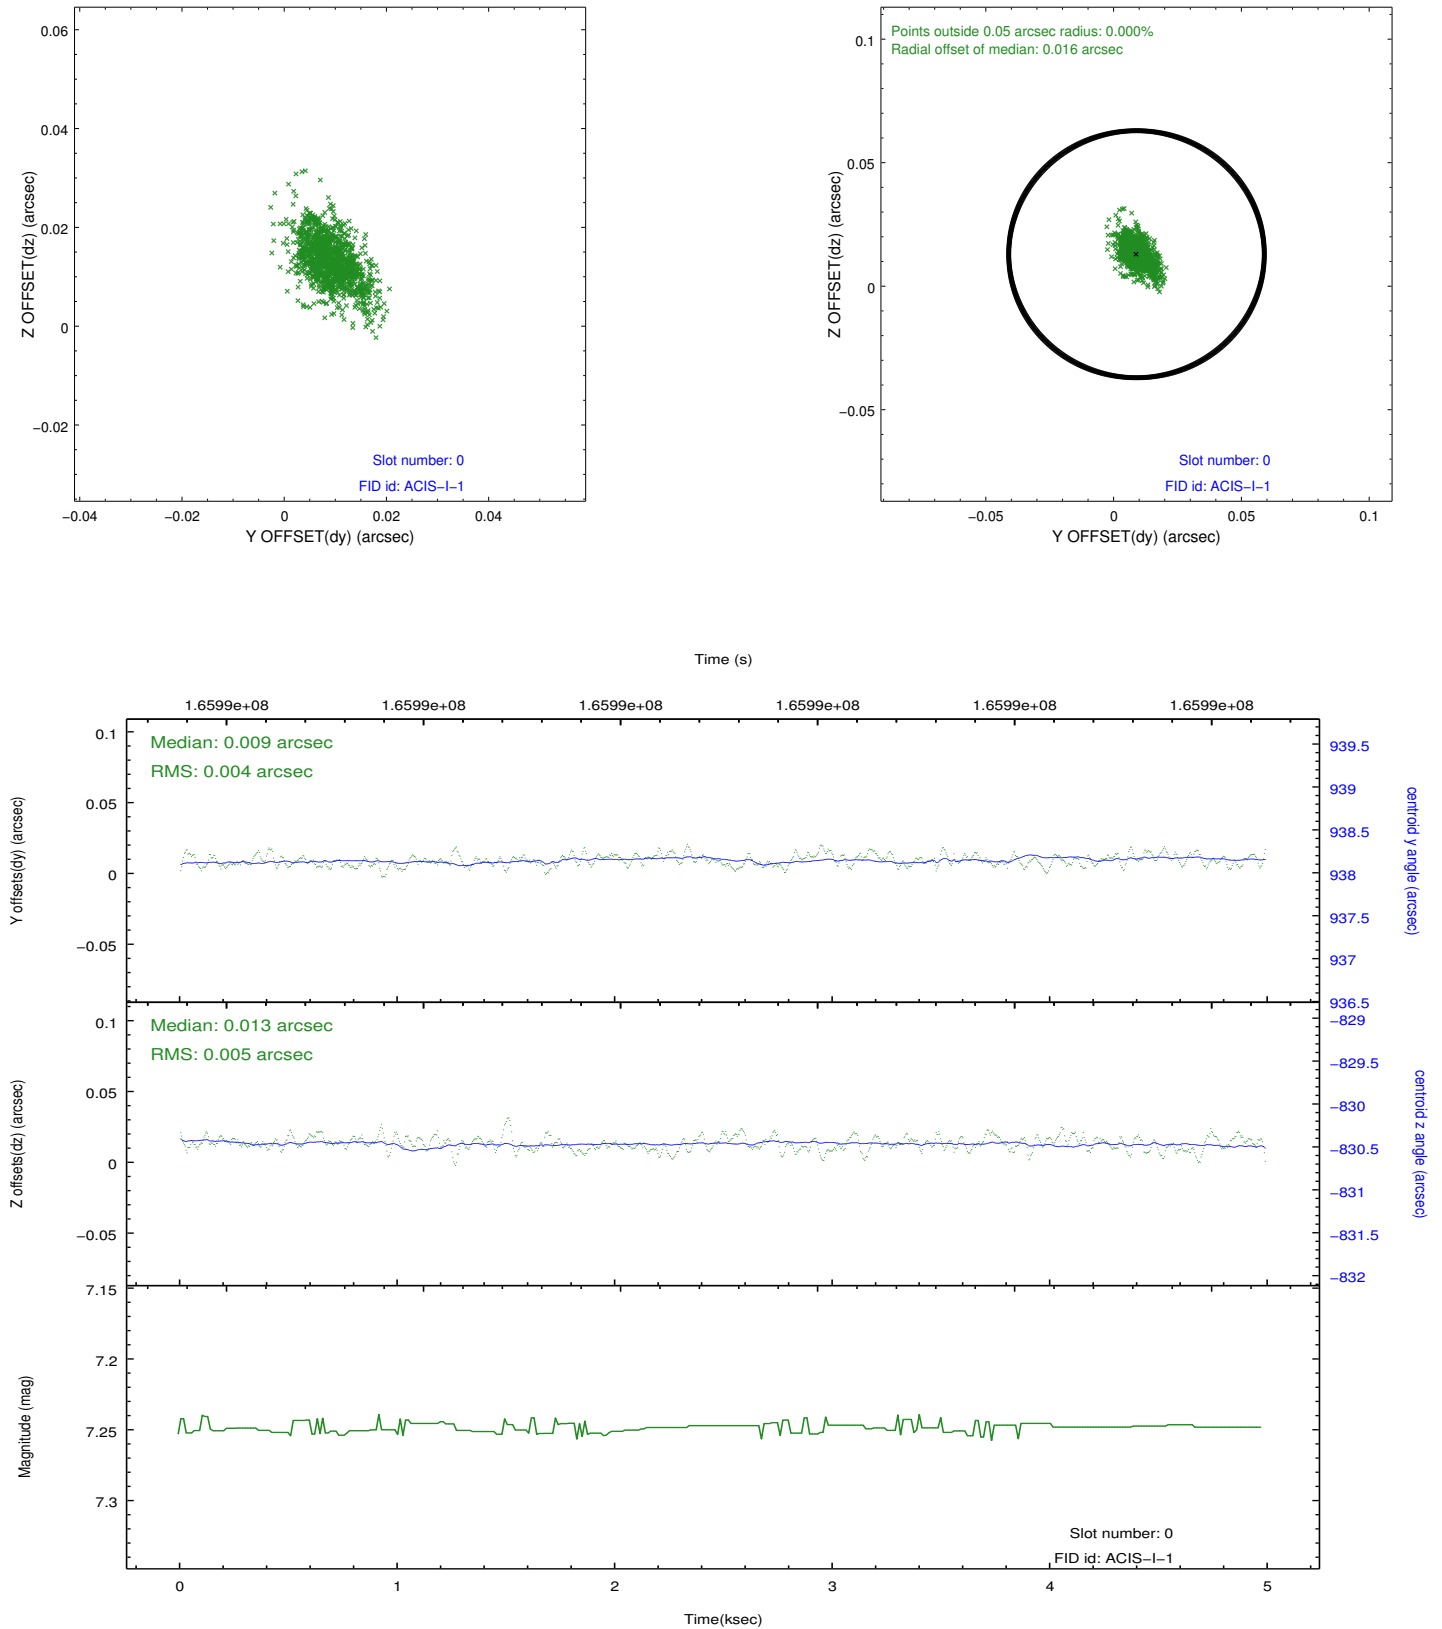 0.06
0.04
0.02
0
−0.02
Z OFFSET(dz) (arcsec)
Slot number: 0
FID id: ACIS−I−1
−0.04 −0.02 0 0.02 0.04
Y OFFSET(dy) (arcsec)
Points outside 0.05 arcsec radius: 0.000%
Radial offset of median: 0.016 arcsec
0.1
0.05
0
−0.05
Z OFFSET(dz) (arcsec)
Slot number: 0
FID id: ACIS−I−1
−0.05 0 0.05 0.1
Y OFFSET(dy) (arcsec)
Time (s)
1.6599e+08 1.6599e+08 1.6599e+08 1.6599e+08 1.6599e+08 1.6599e+08
Median: 0.009 arcsec
RMS: 0.004 arcsec
0.1
0.05
0
−0.05
Y offsets(dy) (arcsec)
939.5
939
938.5
938
937.5
937
936.5
centroid y angle (arcsec)
Median: 0.013 arcsec
RMS: 0.005 arcsec
0.1
0.05
0
−0.05
Z offsets(dz) (arcsec)
−829
−829.5
−830
−830.5
−831
−831.5
−832
centroid z angle (arcsec)
7.15
7.2
7.25
7.3
Magnitude (mag)
Slot number: 0
FID id: ACIS−I−1
0 1 2 3 4 5
Time(ksec)